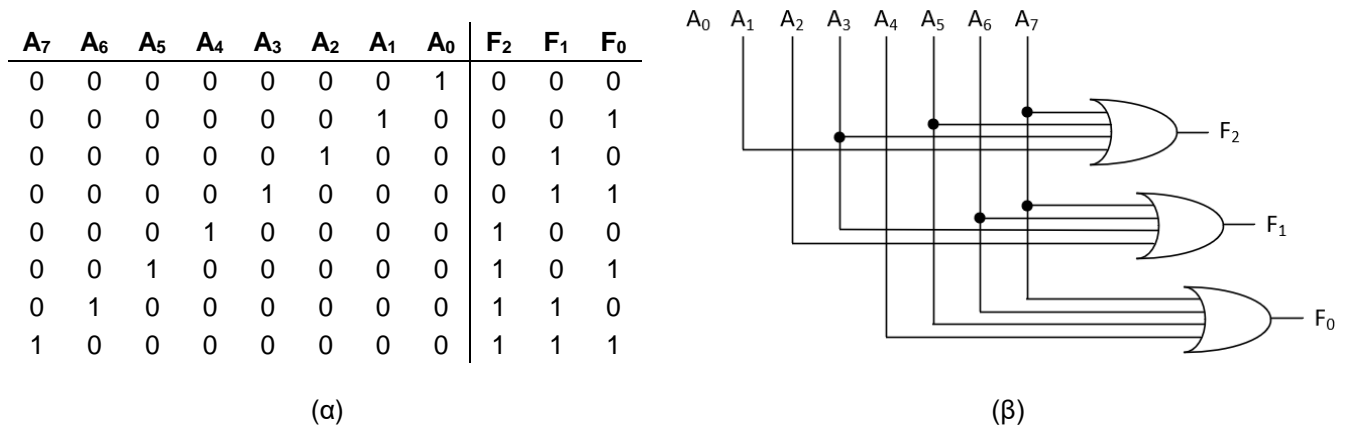 A₇ A₆ A₅ A₄ A₃ A₂ A₁ A₀ F₂ F₁ F₀
0 0 0 0 0 0 0 1 0 0 0
0 0 0 0 0 0 1 0 0 0 1
0 0 0 0 0 1 0 0 0 1 0
0 0 0 0 1 0 0 0 0 1 1
0 0 0 1 0 0 0 0 1 0 0
0 0 1 0 0 0 0 0 1 0 1
0 1 0 0 0 0 0 0 1 1 0
1 0 0 0 0 0 0 0 1 1 1
(α)
A₀ A₁ A₂ A₃ A₄ A₅ A₆ A₇
F₂
F₁
F₀
(β)